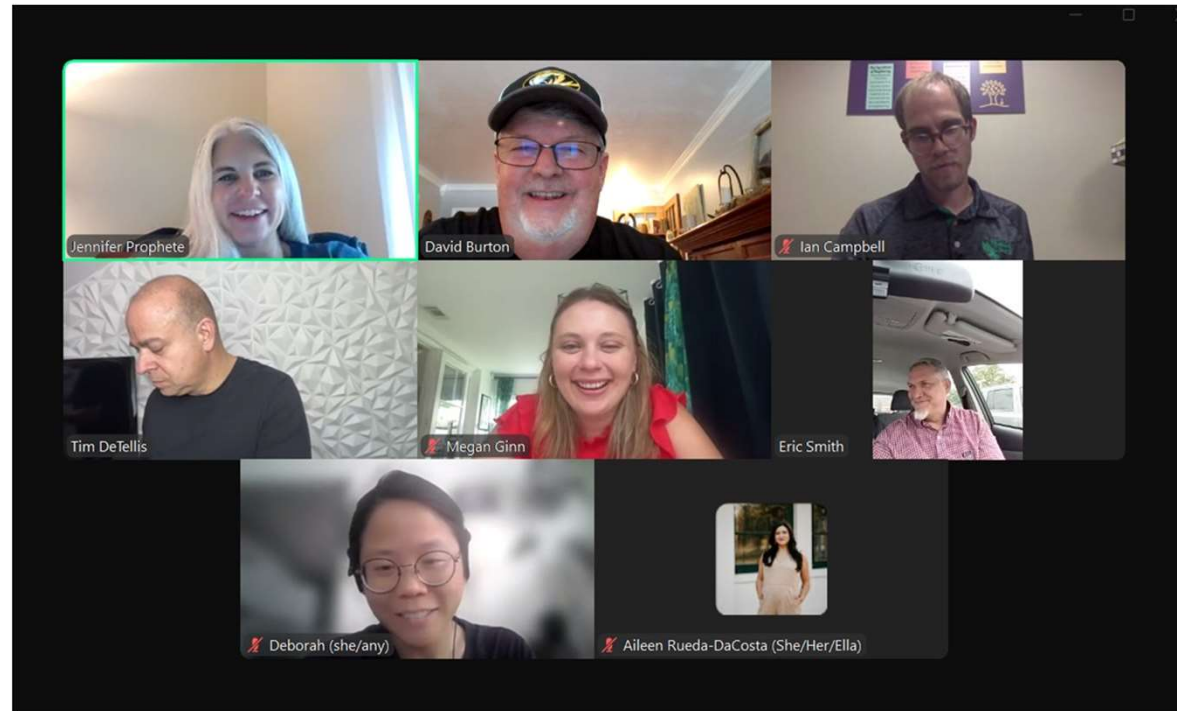 Jennifer Prophete
David Burton
Ian Campbell
Tim DeTellis
Megan Ginn
Eric Smith
Deborah (she/any)
Aileen Rueda-DaCosta (She/Her/Ella)